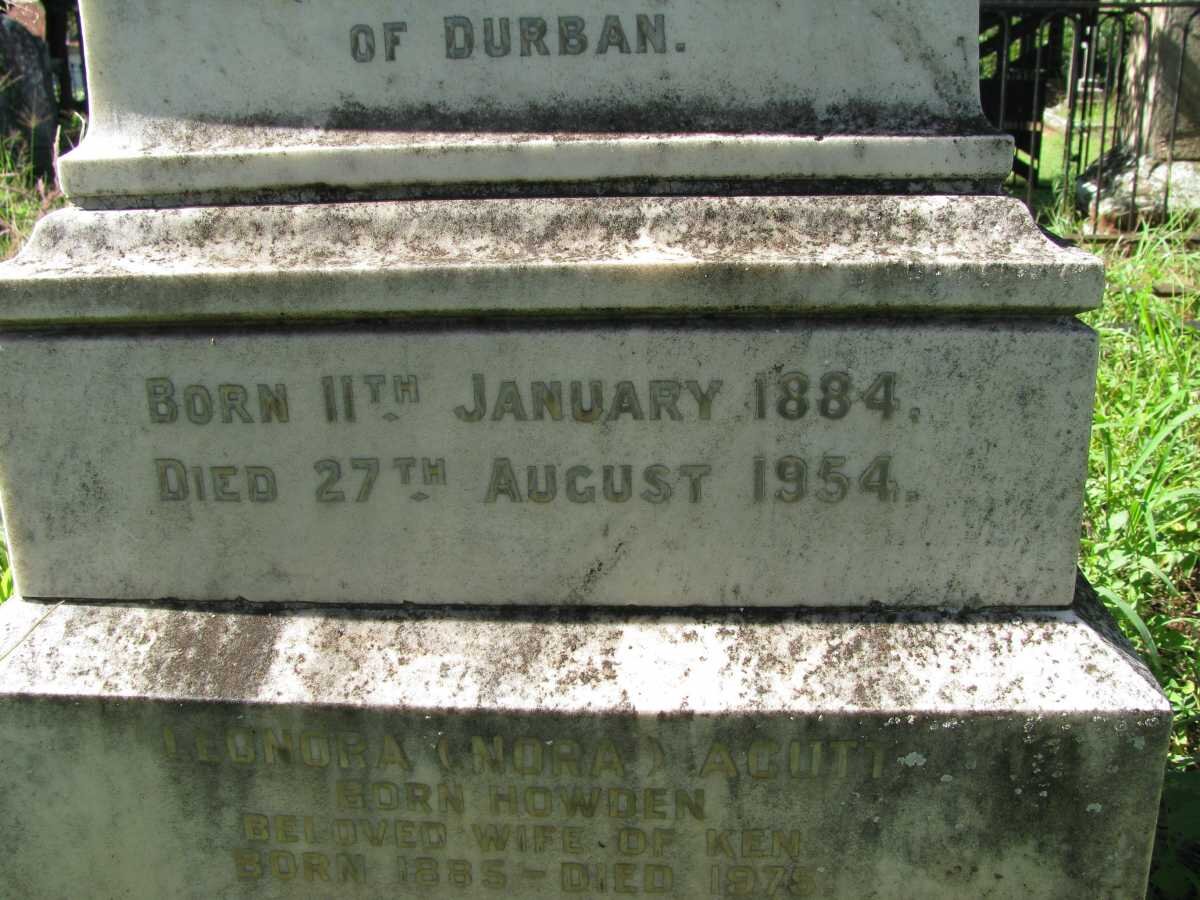 OF DURBAN.
BORN 11TH JANUARY 1884.
DIED 27TH AUGUST 1954.
LEONORA (NORA) ACUTT
BORN HOWDEN
BELOVED WIFE OF KEN
BORN 1885 - DIED 1975.